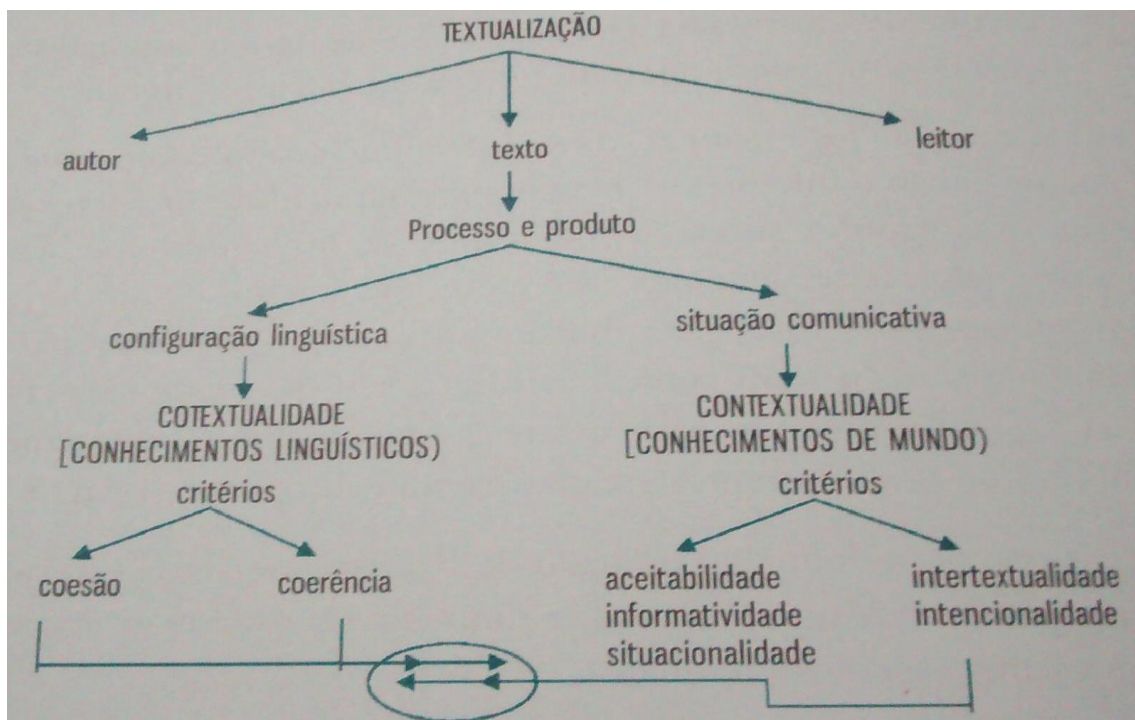 TEXTUALIZAÇÃO
autor
texto
leitor
Processo e produto
configuração linguística
situação comunicativa
COTEXTUALIDADE
[CONHECIMENTOS LINGUÍSTICOS)
CONTEXTUALIDADE
[CONHECIMENTOS DE MUNDO)
critérios
critérios
coesão
coerência
aceitabilidade
informatividade
situacionalidade
intertextualidade
intencionalidade